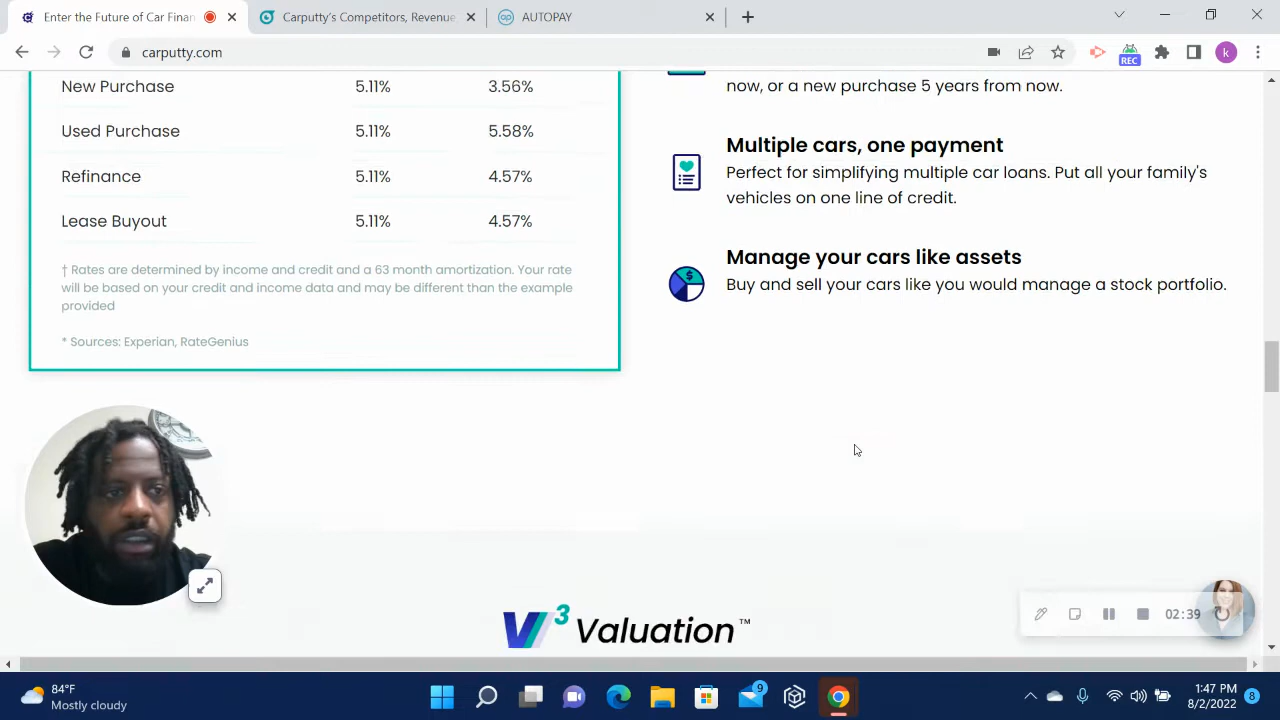 Enter the Future of Car Finan
Carputty's Competitors, Revenue
AUTOPAY
carputty.com
REC
k
New Purchase 5.11% 3.56%
Used Purchase 5.11% 5.58%
Refinance 5.11% 4.57%
Lease Buyout 5.11% 4.57%
† Rates are determined by income and credit and a 63 month amortization. Your rate
will be based on your credit and income data and may be different than the example
provided
* Sources: Experian, RateGenius
now, or a new purchase 5 years from now.
Multiple cars, one payment
Perfect for simplifying multiple car loans. Put all your family's
vehicles on one line of credit.
Manage your cars like assets
Buy and sell your cars like you would manage a stock portfolio.
V3 Valuation™
02:39
84°F
Mostly cloudy
9
1:47 PM
8/2/2022
8